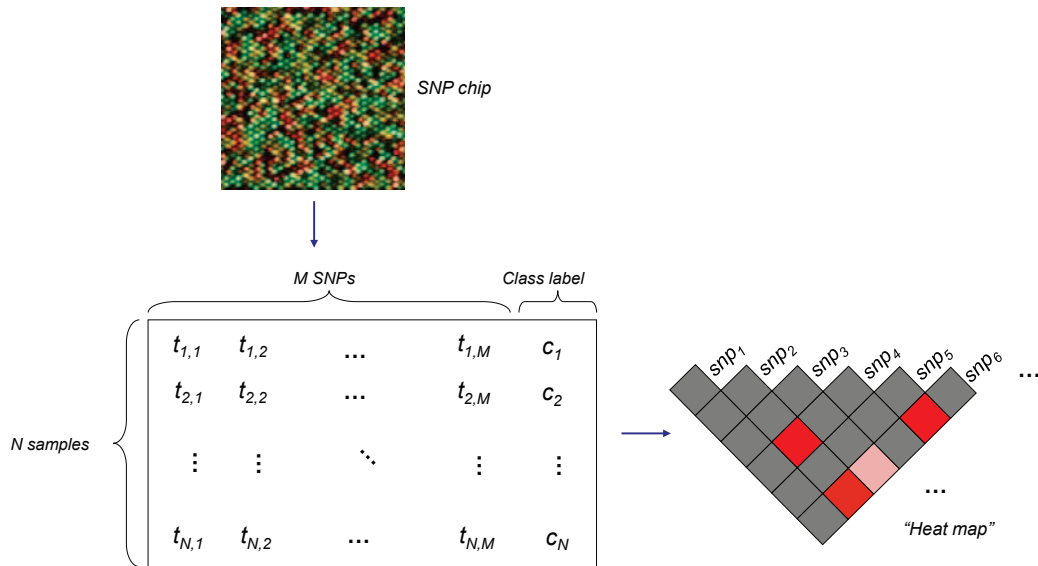 SNP chip
M SNPs
Class label
t1,1 t1,2 ... t1,M c1
t2,1 t2,2 ... t2,M c2
N samples
⋮ ⋮ ⋱ ⋮ ⋮
tN,1 tN,2 ... tN,M cN
snp1 snp2 snp3 snp4 snp5 snp6 ...
...
“Heat map”